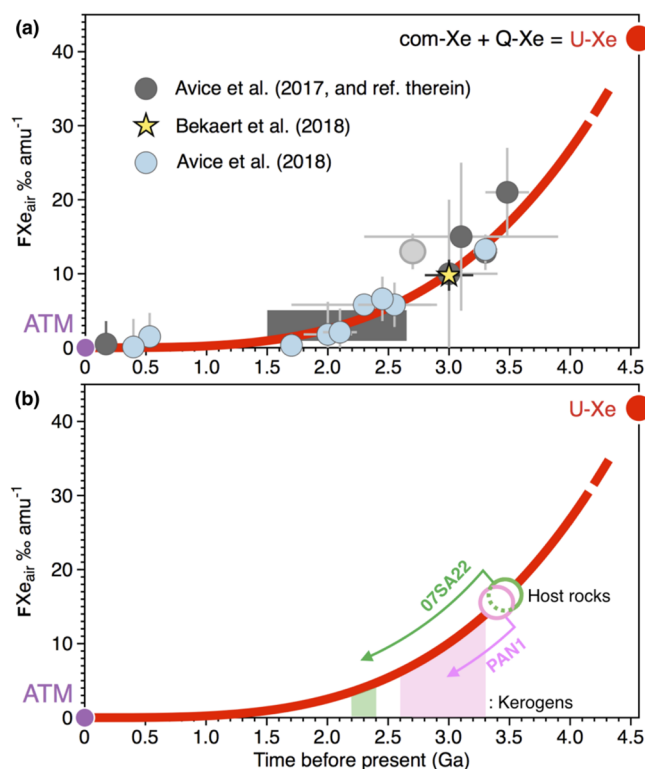 (a)
com-Xe + Q-Xe = U-Xe
Avice et al. (2017, and ref. therein)
Bekaert et al. (2018)
Avice et al. (2018)
FXeair ‰ amu-1
40
30
20
10
0
ATM
0.0 0.5 1.0 1.5 2.0 2.5 3.0 3.5 4.0 4.5
(b)
U-Xe
FXeair ‰ amu-1
40
30
20
10
0
ATM
07SA22
Host rocks
PAN1
: Kerogens
0.0 0.5 1.0 1.5 2.0 2.5 3.0 3.5 4.0 4.5
Time before present (Ga)